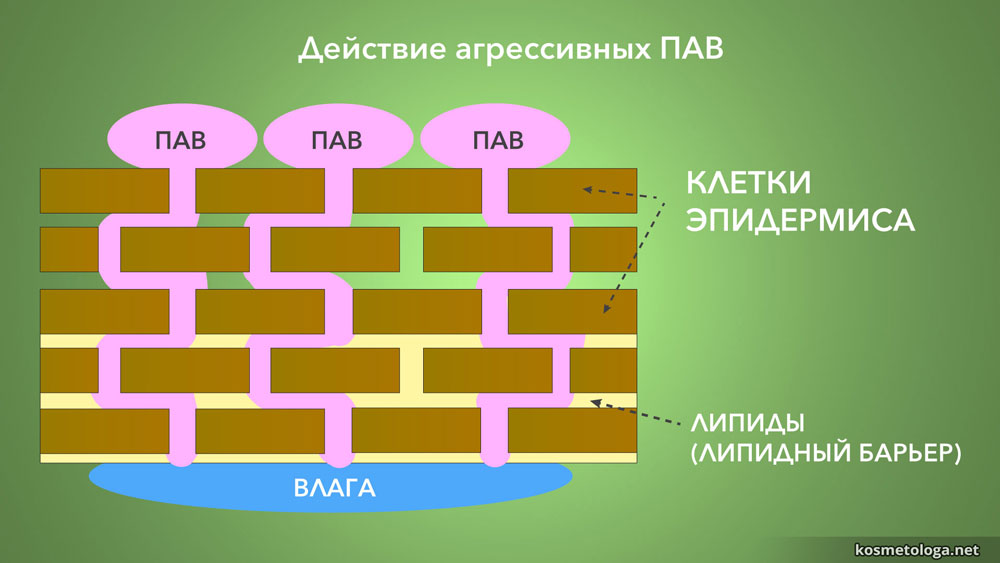 Действие агрессивных ПАВ
ПАВ ПАВ ПАВ
КЛЕТКИ
ЭПИДЕРМИСА
ЛИПИДЫ
(ЛИПИДНЫЙ БАРЬЕР)
ВЛАГА
kosmetologa.net